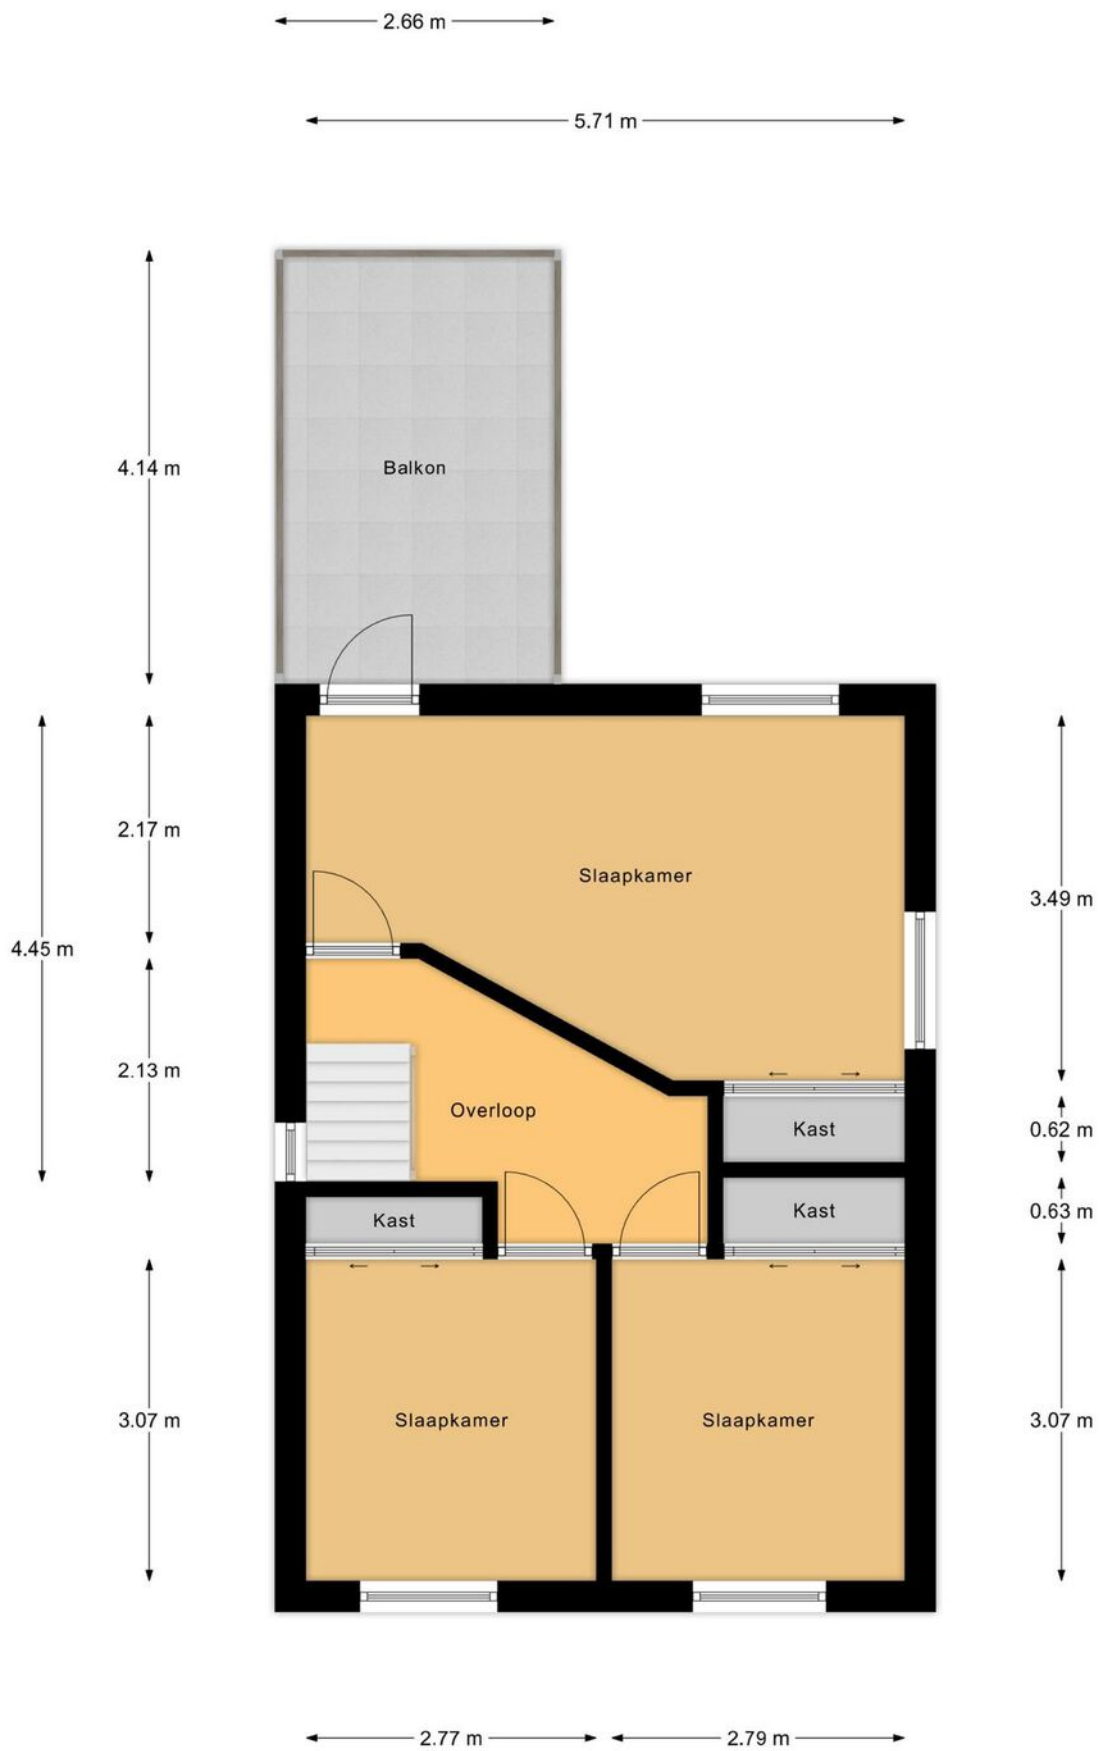 2.66 m
5.71 m
4.14 m
Balkon
2.17 m
Slaapkamer
3.49 m
4.45 m
2.13 m
Overloop
Kast
0.62 m
Kast
0.63 m
Kast
3.07 m
Slaapkamer
Slaapkamer
3.07 m
2.77 m
2.79 m